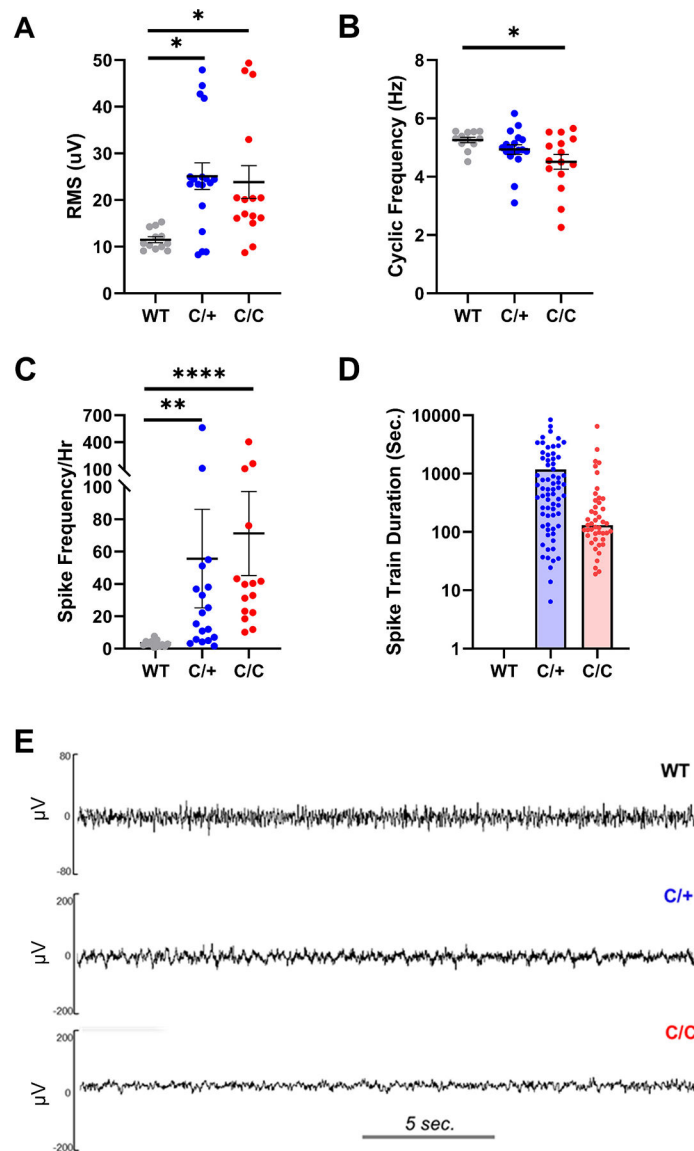 A
*
*
RMS (uV)
50
40
30
20
10
0
WT
C/+
C/C
B
*
Cyclic Frequency (Hz)
8
6
4
2
0
WT
C/+
C/C
C
****
**
Spike Frequency/Hr
700
400
100
100
80
60
40
20
0
WT
C/+
C/C
D
Spike Train Duration (Sec.)
10000
1000
100
10
1
WT
C/+
C/C
E
80
WT
µV
0
-80
200
C/+
µV
0
-200
200
C/C
µV
0
5 sec.
-200